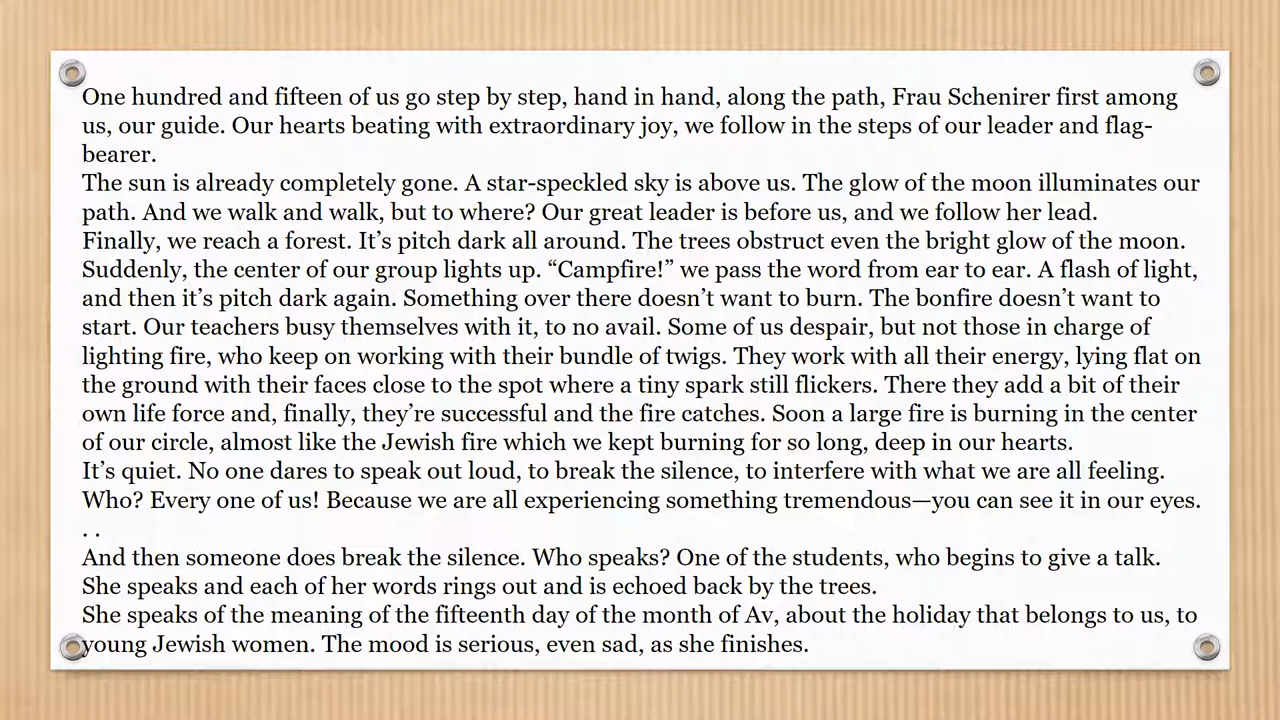 One hundred and fifteen of us go step by step, hand in hand, along the path, Frau Schenirer first among
us, our guide. Our hearts beating with extraordinary joy, we follow in the steps of our leader and flag-
bearer.
The sun is already completely gone. A star-speckled sky is above us. The glow of the moon illuminates our
path. And we walk and walk, but to where? Our great leader is before us, and we follow her lead.
Finally, we reach a forest. It’s pitch dark all around. The trees obstruct even the bright glow of the moon.
Suddenly, the center of our group lights up. “Campfire!” we pass the word from ear to ear. A flash of light,
and then it’s pitch dark again. Something over there doesn’t want to burn. The bonfire doesn’t want to
start. Our teachers busy themselves with it, to no avail. Some of us despair, but not those in charge of
lighting fire, who keep on working with their bundle of twigs. They work with all their energy, lying flat on
the ground with their faces close to the spot where a tiny spark still flickers. There they add a bit of their
own life force and, finally, they’re successful and the fire catches. Soon a large fire is burning in the center
of our circle, almost like the Jewish fire which we kept burning for so long, deep in our hearts.
It’s quiet. No one dares to speak out loud, to break the silence, to interfere with what we are all feeling.
Who? Every one of us! Because we are all experiencing something tremendous—you can see it in our eyes.
. .
And then someone does break the silence. Who speaks? One of the students, who begins to give a talk.
She speaks and each of her words rings out and is echoed back by the trees.
She speaks of the meaning of the fifteenth day of the month of Av, about the holiday that belongs to us, to
young Jewish women. The mood is serious, even sad, as she finishes.